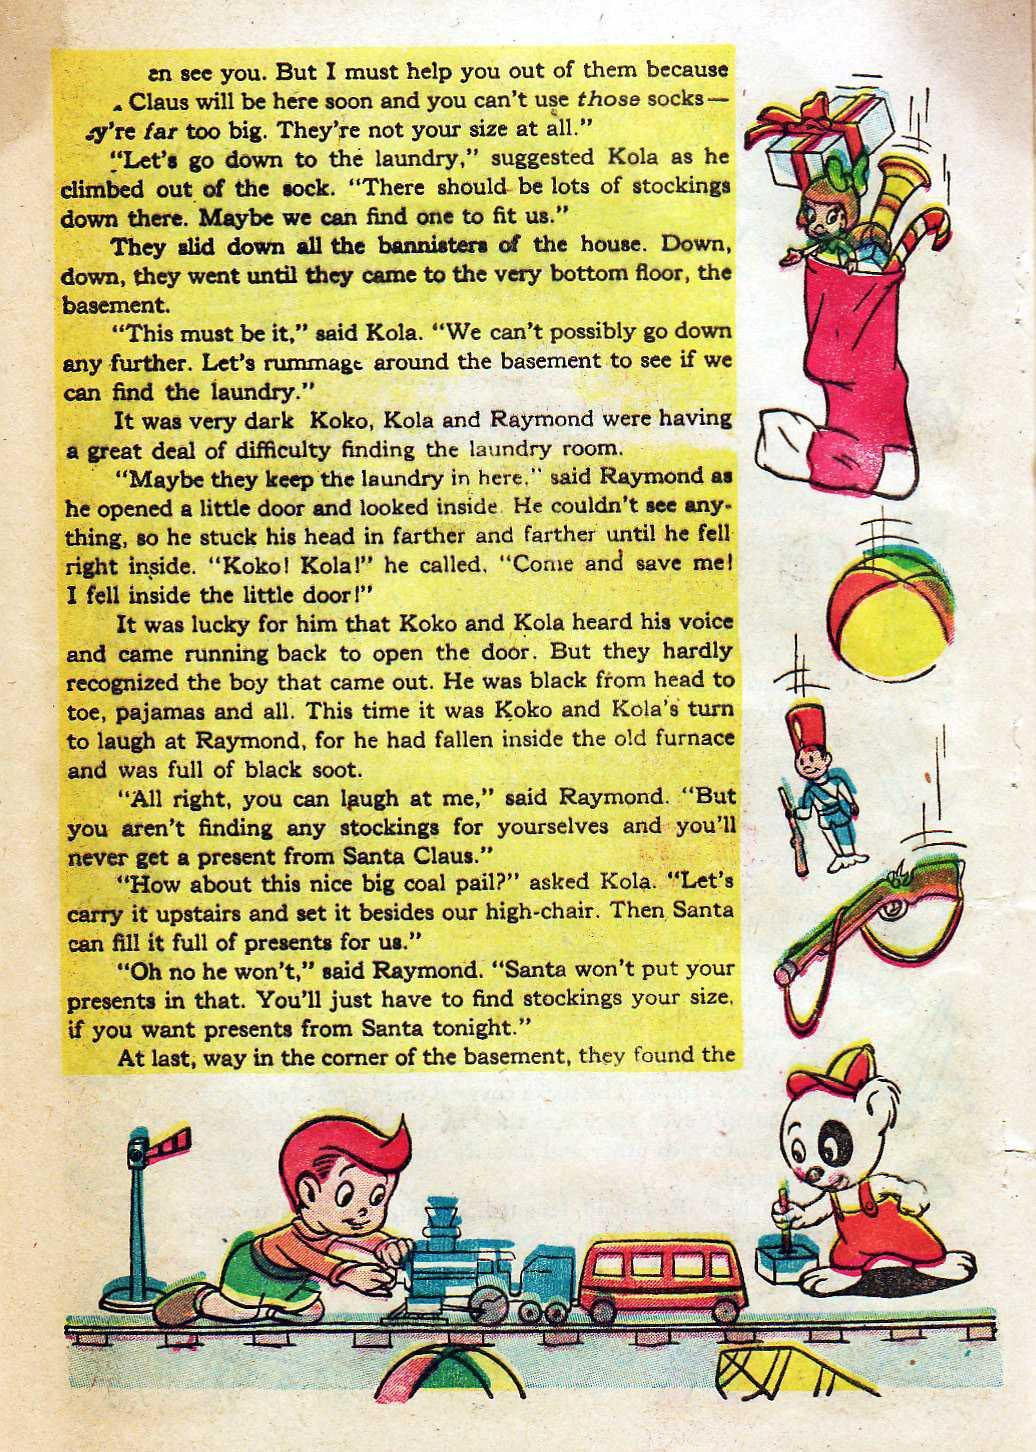 en see you. But I must help you out of them because
Claus will be here soon and you can't use those socks—
y're far too big. They're not your size at all."
"Let's go down to the laundry," suggested Kola as he
climbed out of the sock. "There should be lots of stockings
down there. Maybe we can find one to fit us."
They slid down all the bannisters of the house. Down,
down, they went until they came to the very bottom floor, the
basement.
"This must be it," said Kola. "We can't possibly go down
any further. Let's rummage around the basement to see if we
can find the laundry."
It was very dark Koko, Kola and Raymond were having
a great deal of difficulty finding the laundry room.
"Maybe they keep the laundry in here," said Raymond as
he opened a little door and looked inside. He couldn't see any-
thing, so he stuck his head in farther and farther until he fell
right inside. "Koko! Kola!" he called, "Come and save me!
I fell inside the little door!"
It was lucky for him that Koko and Kola heard his voice
and came running back to open the door. But they hardly
recognized the boy that came out. He was black from head to
toe, pajamas and all. This time it was Koko and Kola's turn
to laugh at Raymond, for he had fallen inside the old furnace
and was full of black soot.
"All right, you can laugh at me," said Raymond. "But
you aren't finding any stockings for yourselves and you'll
never get a present from Santa Claus."
"How about this nice big coal pail?" asked Kola. "Let's
carry it upstairs and set it besides our high-chair. Then Santa
can fill it full of presents for us."
"Oh no he won't," said Raymond. "Santa won't put your
presents in that. You'll just have to find stockings your size,
if you want presents from Santa tonight."
At last, way in the corner of the basement, they found the